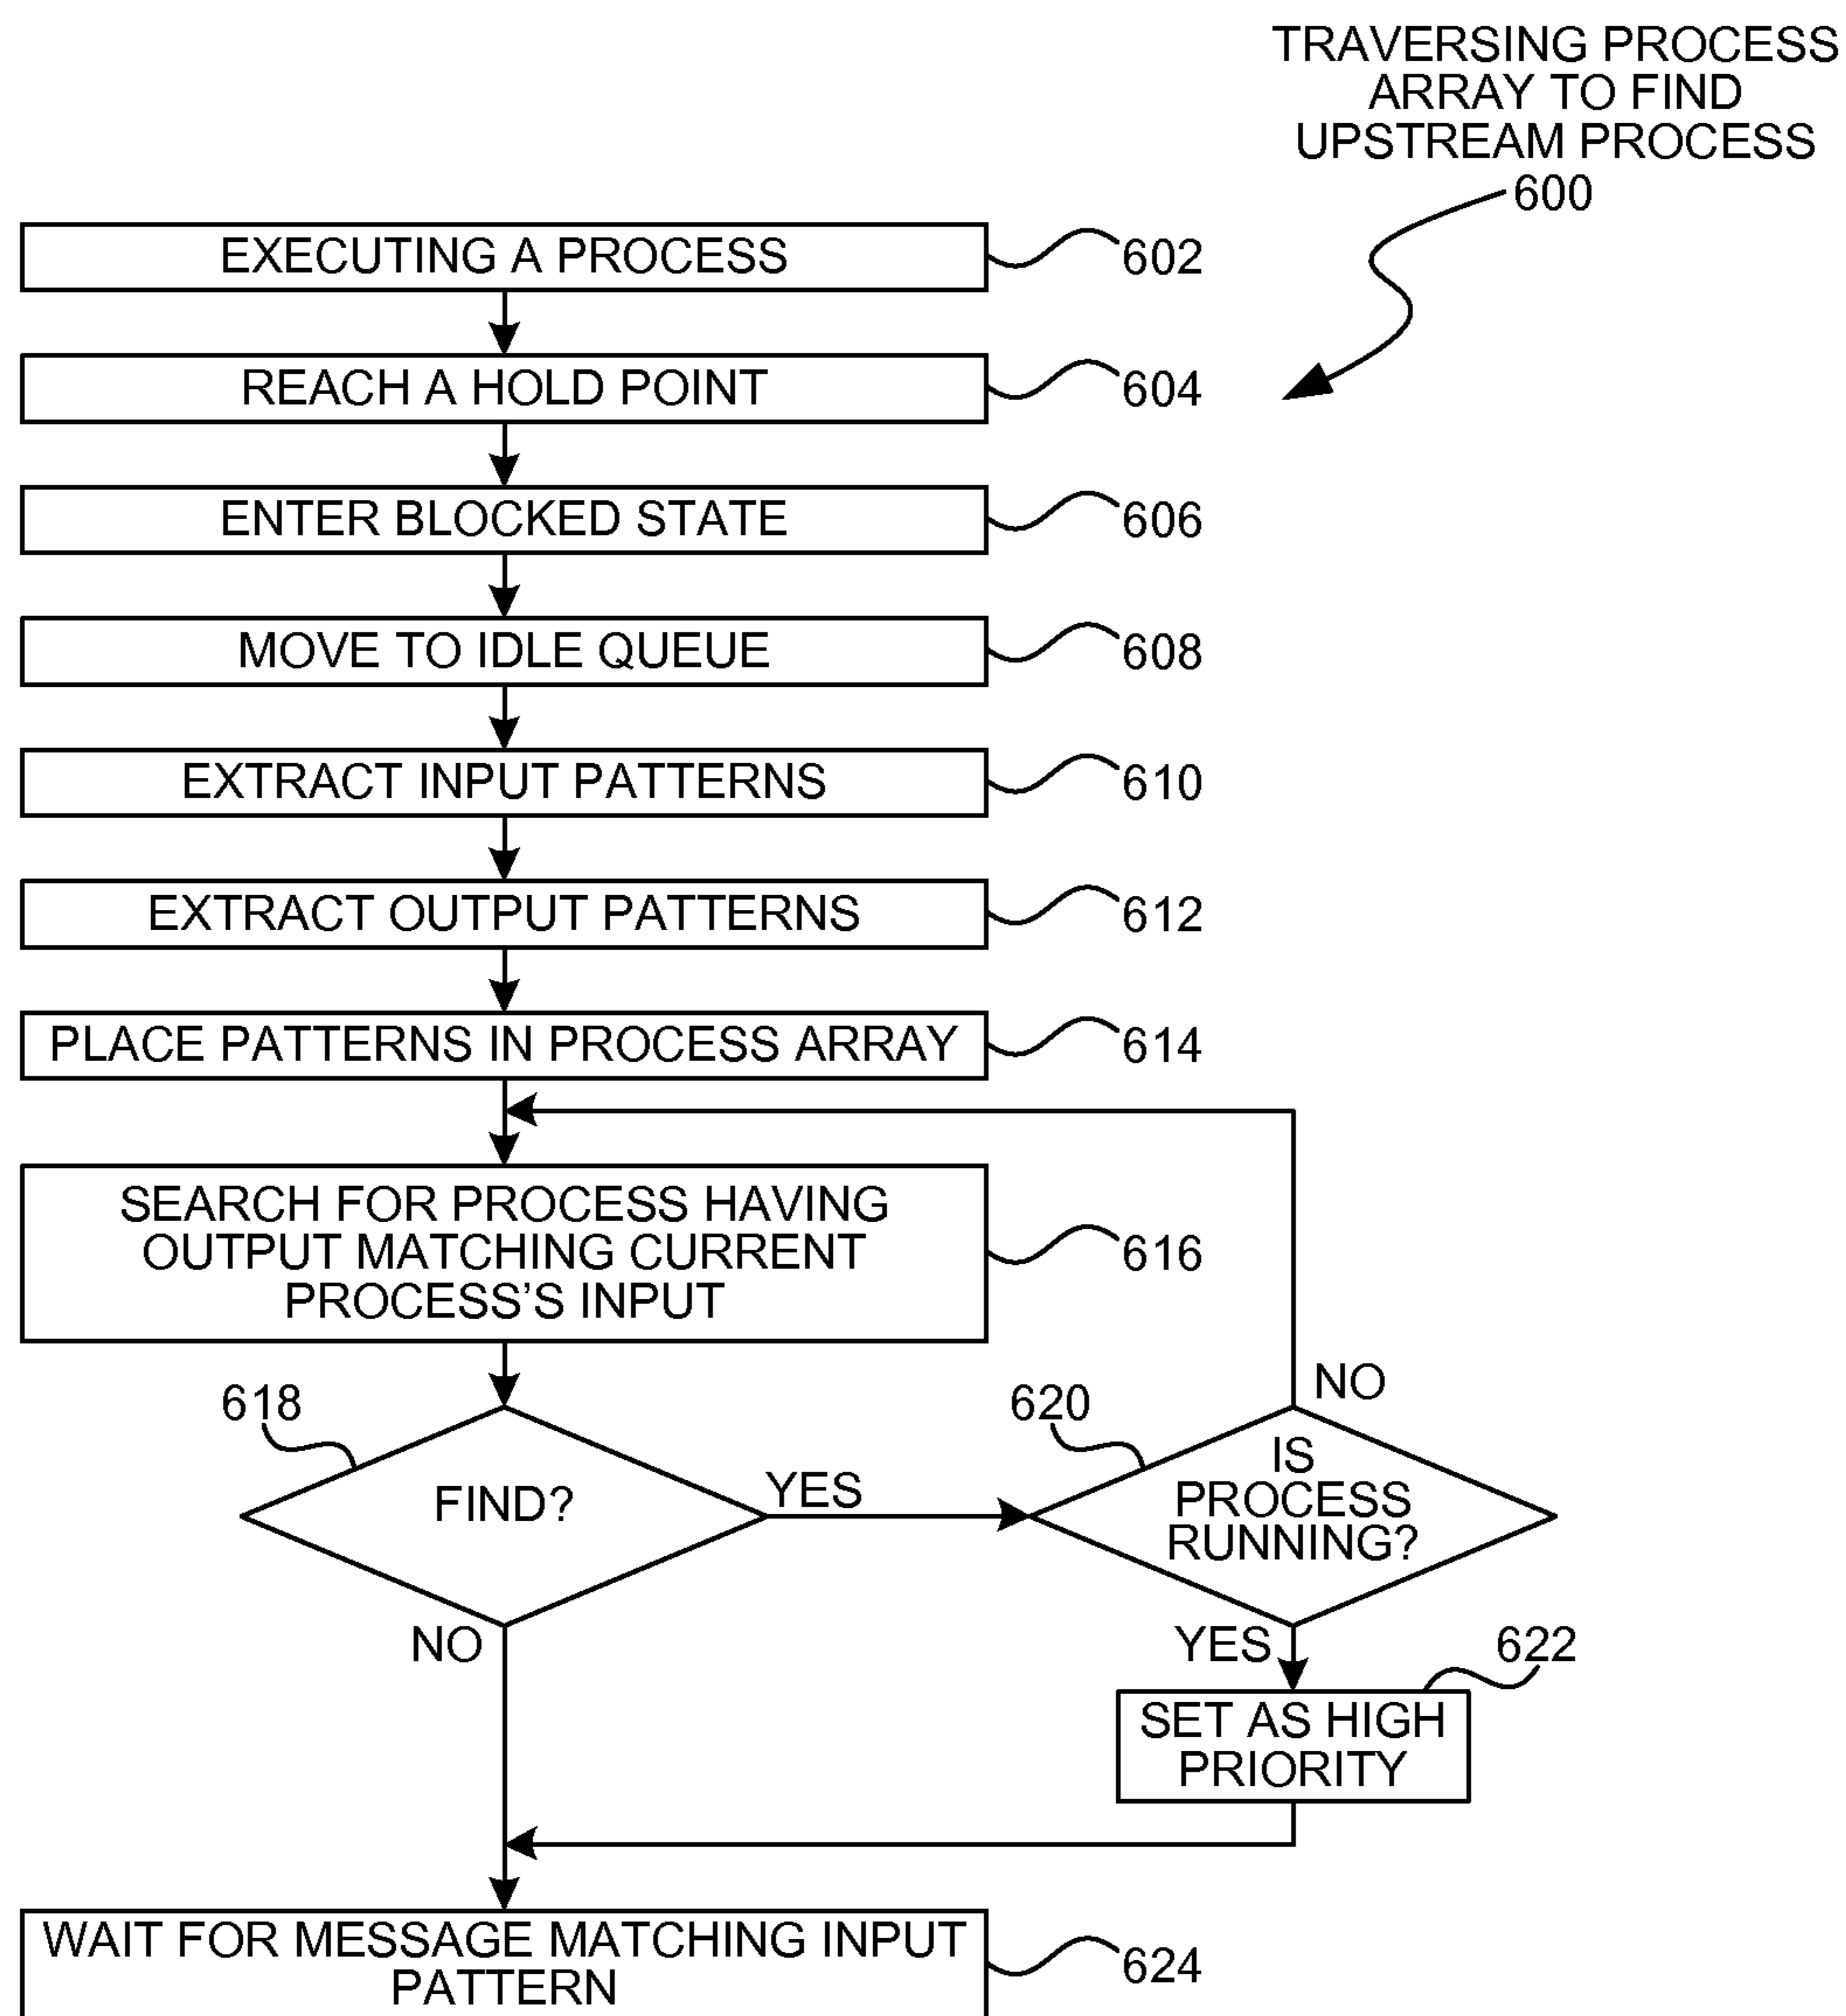 TRAVERSING PROCESS
ARRAY TO FIND
UPSTREAM PROCESS
600
EXECUTING A PROCESS
602
REACH A HOLD POINT
604
ENTER BLOCKED STATE
606
MOVE TO IDLE QUEUE
608
EXTRACT INPUT PATTERNS
610
EXTRACT OUTPUT PATTERNS
612
PLACE PATTERNS IN PROCESS ARRAY
614
SEARCH FOR PROCESS HAVING
OUTPUT MATCHING CURRENT
PROCESS'S INPUT
616
618
FIND?
YES
NO
620
IS
PROCESS
RUNNING?
NO
YES
622
SET AS HIGH
PRIORITY
WAIT FOR MESSAGE MATCHING INPUT
PATTERN
624